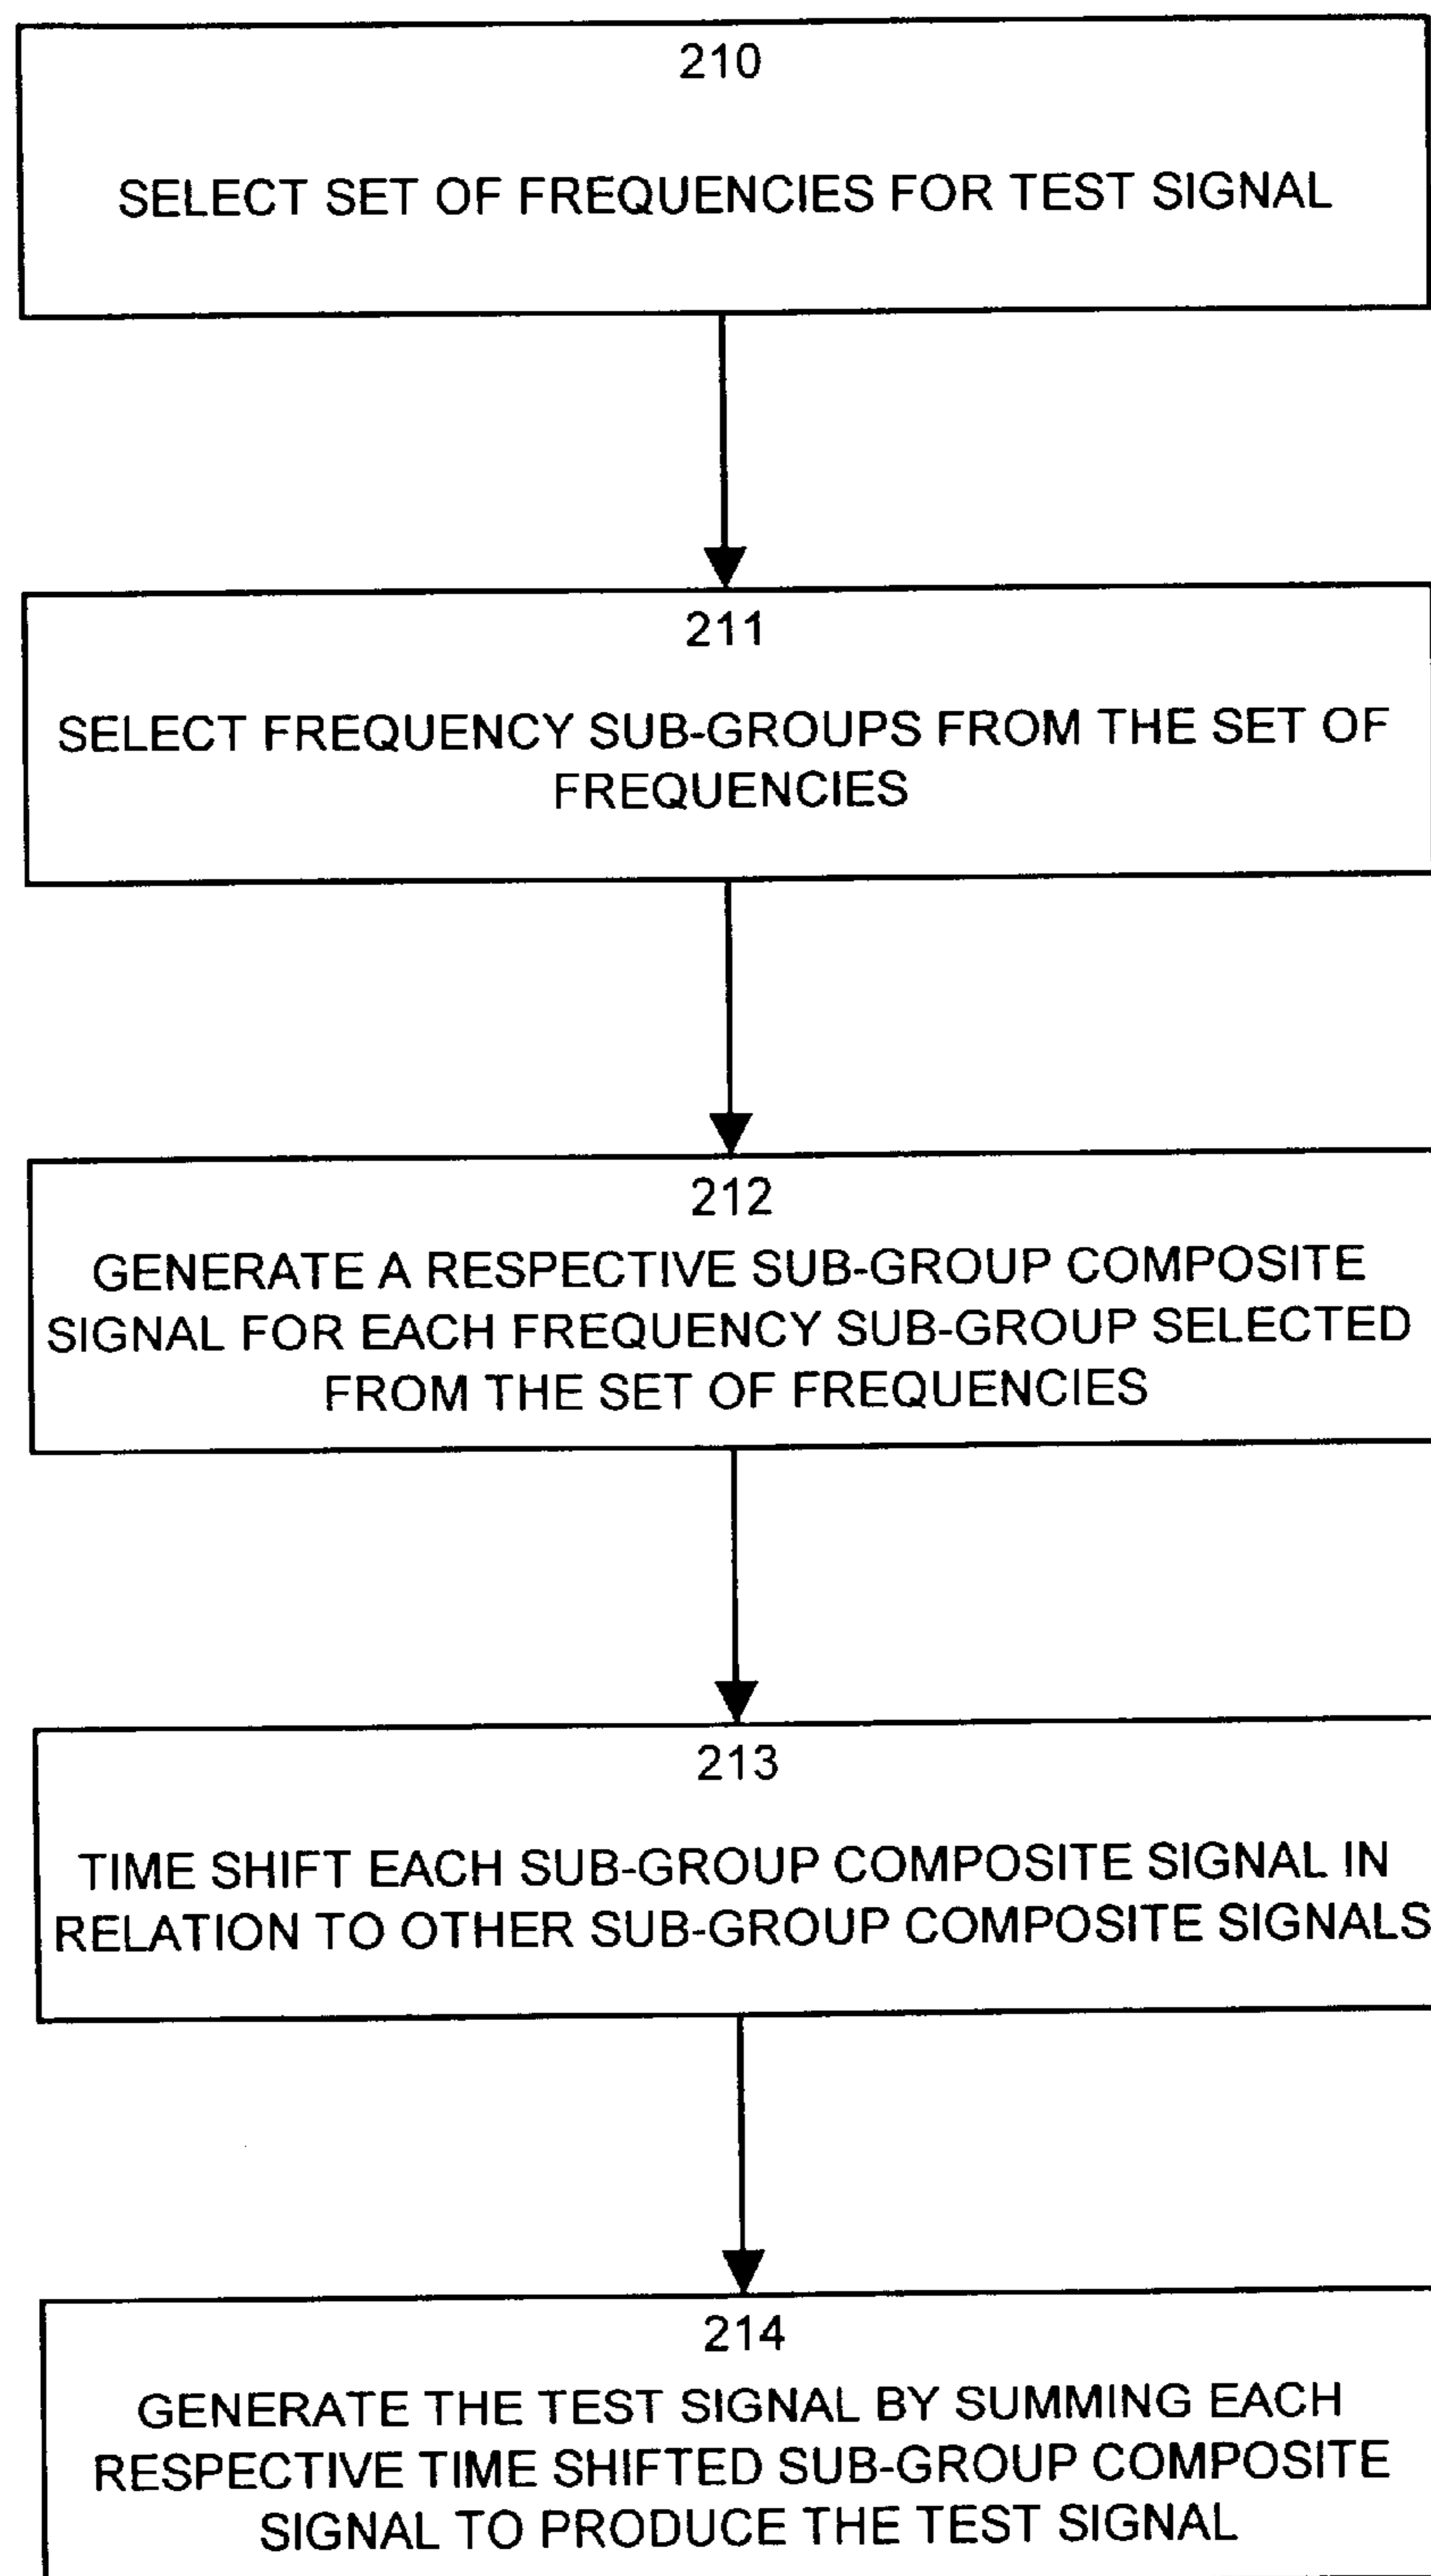 210
SELECT SET OF FREQUENCIES FOR TEST SIGNAL
211
SELECT FREQUENCY SUB-GROUPS FROM THE SET OF
FREQUENCIES
212
GENERATE A RESPECTIVE SUB-GROUP COMPOSITE
SIGNAL FOR EACH FREQUENCY SUB-GROUP SELECTED
FROM THE SET OF FREQUENCIES
213
TIME SHIFT EACH SUB-GROUP COMPOSITE SIGNAL IN
RELATION TO OTHER SUB-GROUP COMPOSITE SIGNALS
214
GENERATE THE TEST SIGNAL BY SUMMING EACH
RESPECTIVE TIME SHIFTED SUB-GROUP COMPOSITE
SIGNAL TO PRODUCE THE TEST SIGNAL